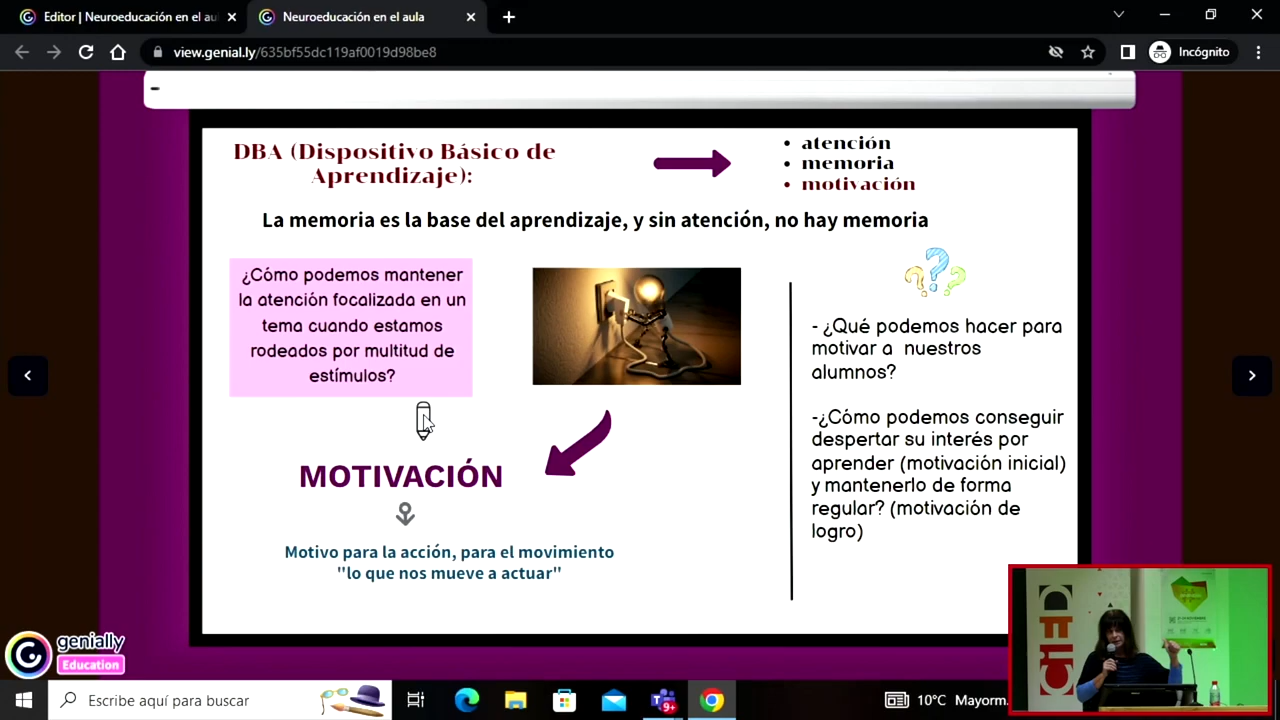 Editor | Neuroeducación en el au
Neuroeducación en el aula
view.genial.ly/635bf55dc119af0019d98be8
Incógnito
DBA (Dispositivo Básico de
Aprendizaje):
• atención
• memoria
• motivación
La memoria es la base del aprendizaje, y sin atención, no hay memoria
¿Cómo podemos mantener
la atención focalizada en un
tema cuando estamos
rodeados por multitud de
estímulos?
MOTIVACIÓN
Motivo para la acción, para el movimiento
"lo que nos mueve a actuar"
- ¿Qué podemos hacer para
motivar a nuestros
alumnos?
-¿Cómo podemos conseguir
despertar su interés por
aprender (motivación inicial)
y mantenerlo de forma
regular? (motivación de
logro)
genially
Education
Escribe aquí para buscar
9+
10°C Mayorm.